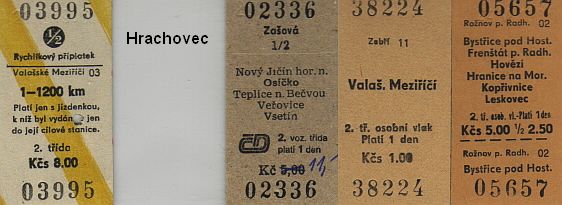 03995
1/2
Rychlíkový příplatek
Valašské Meziříčí 03
1–1200 km
Platí jen s jízdenkou,
k níž byl vydán a jen
do její cílové stanice.
2. třída
Kčs 8.00
03995
Hrachovec
02336
Zašová
1/2
Nový Jičín hor. n.
Osíčko
Teplice n. Bečvou
Veřovice
Vsetín
ČD 2. voz. třída
platí 1 den
Kč 5,00 11,-
02336
38224
Zubří 11
Valaš. Meziříčí
2. tř. osobní vlak
Platí 1 den
Kčs 1.00
38224
05657
Rožnov p. Radh. 02
Bystřice pod Host.
Frenštát p. Radh.
Hovězí
Hranice na Mor.
Kopřivnice
Leskovec
2. tř. osob. vl.-Platí 1 den
Kčs 5.00 ½ 2.50
Rožnov p. Radh. 02
Bystřice pod Host.
05657